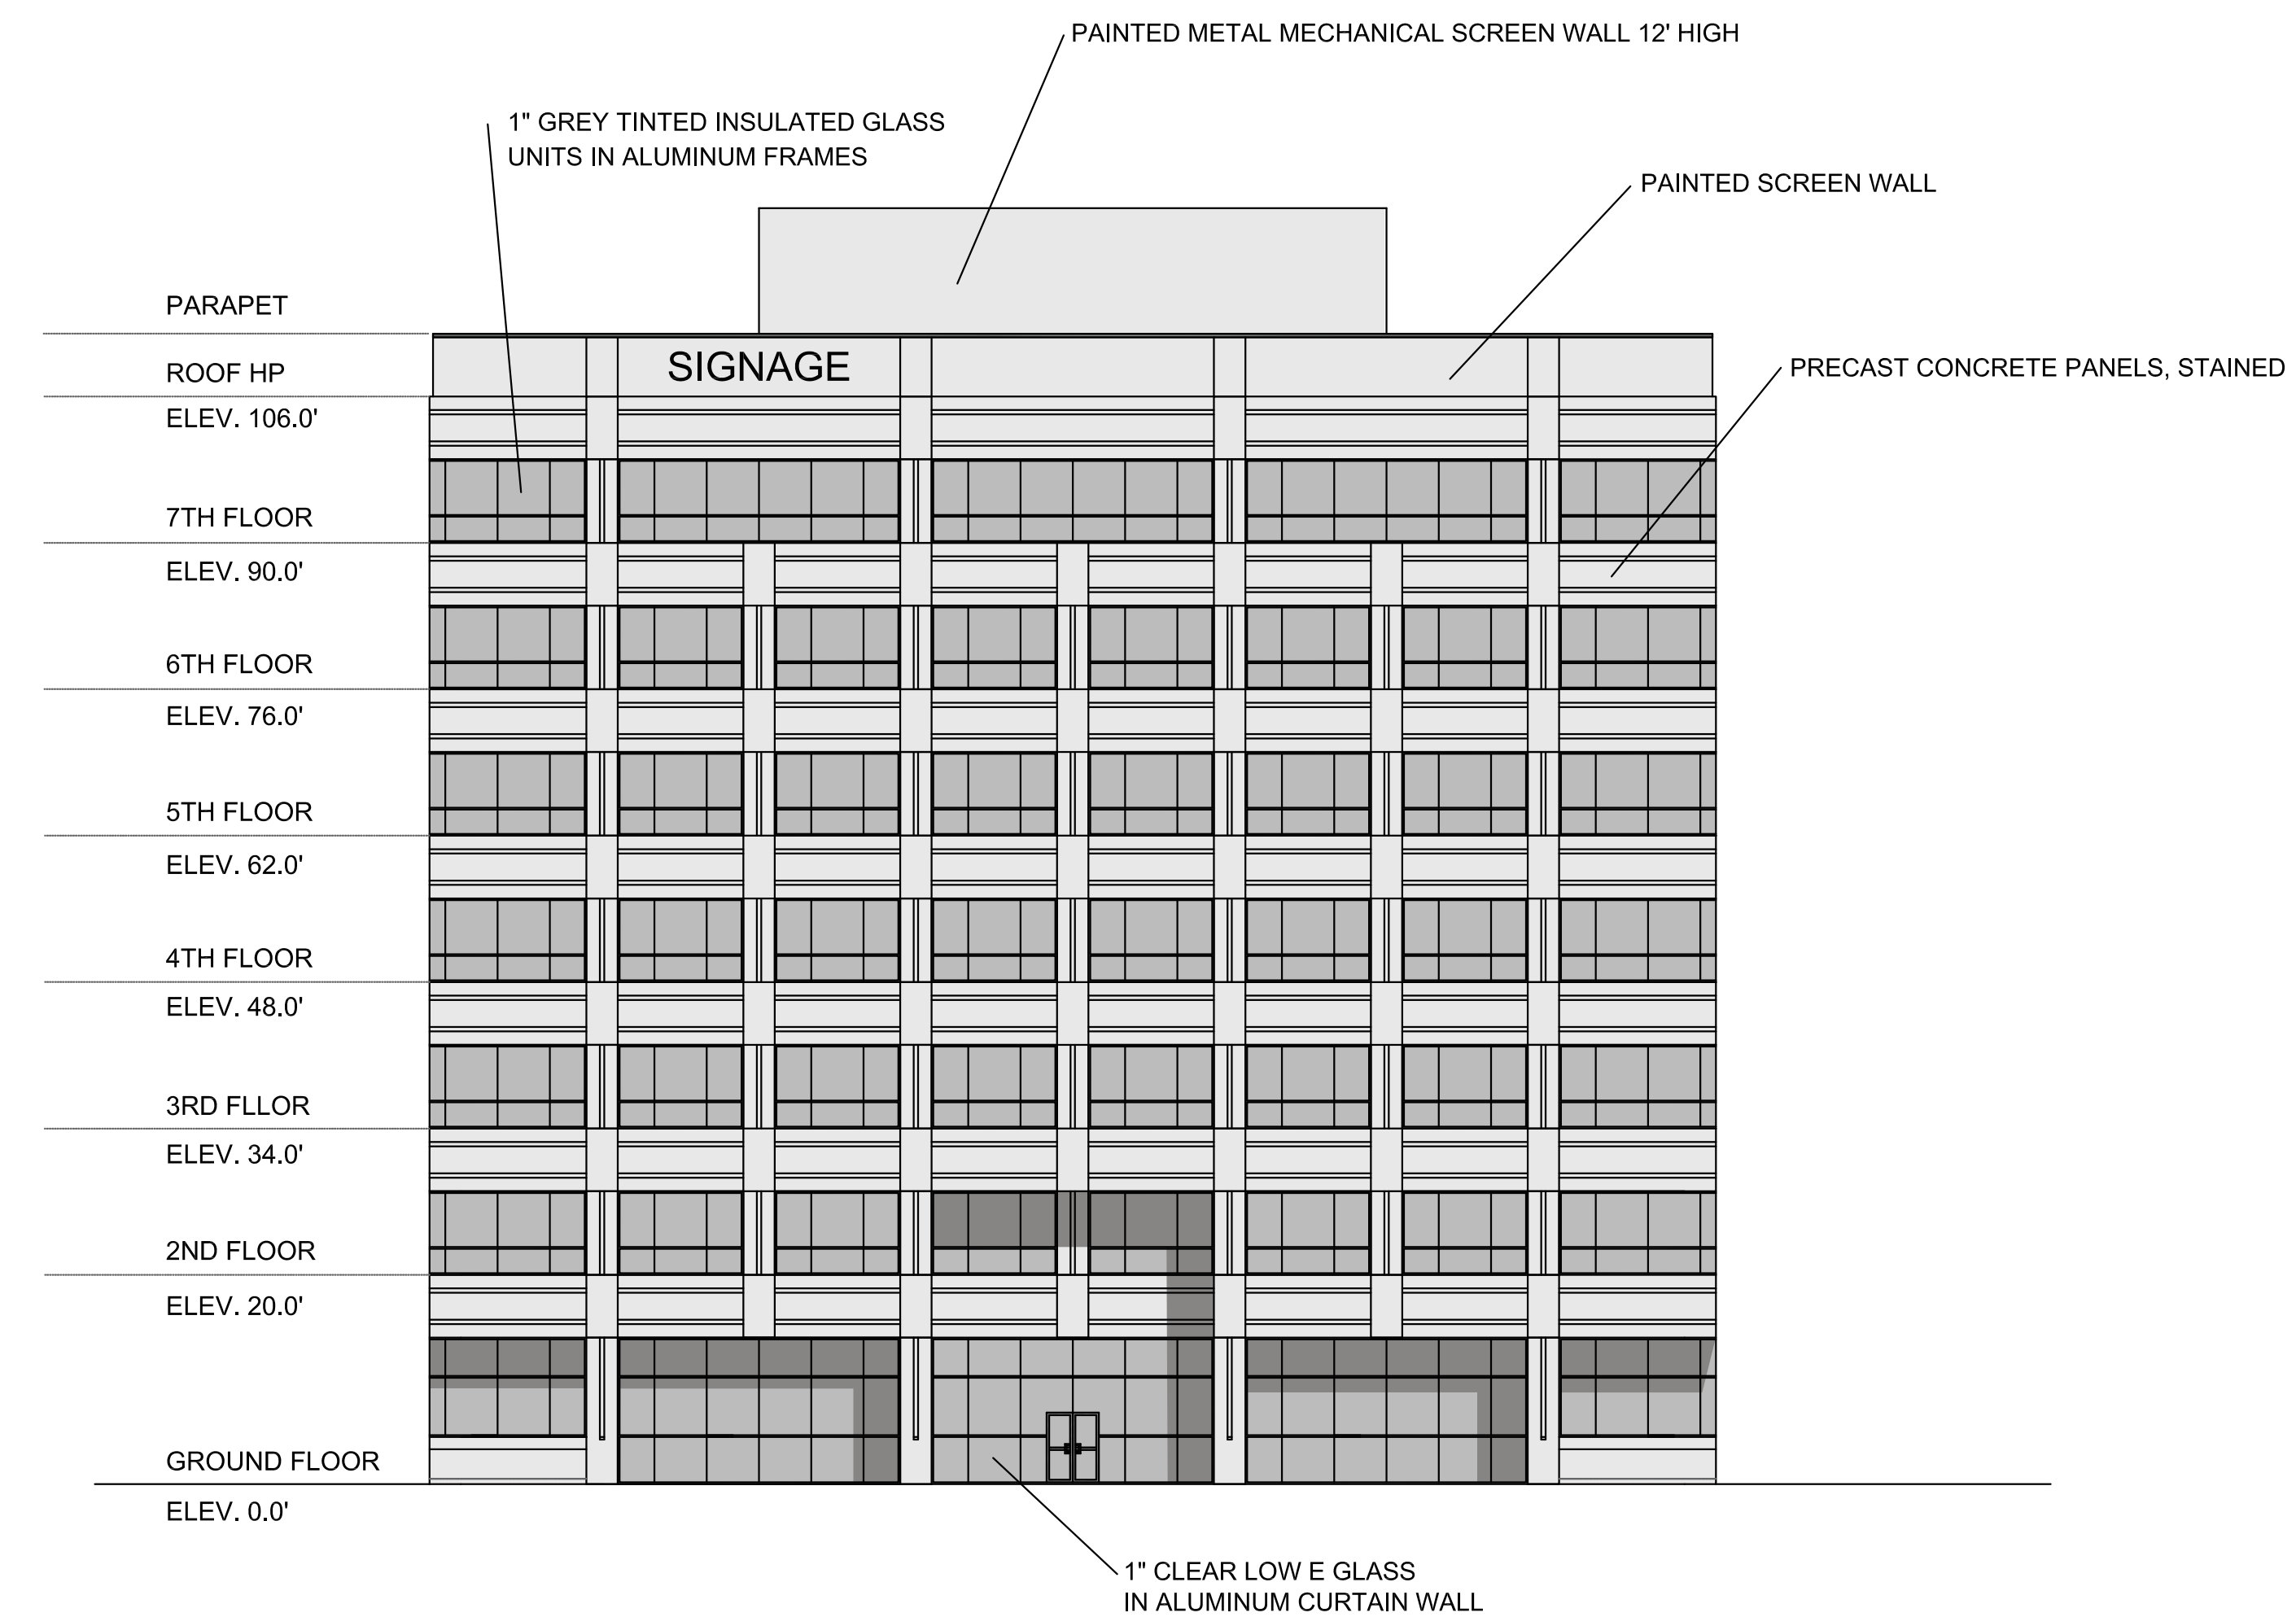 PAINTED METAL MECHANICAL SCREEN WALL 12' HIGH
1" GREY TINTED INSULATED GLASS
UNITS IN ALUMINUM FRAMES
PAINTED SCREEN WALL
PARAPET
SIGNAGE
ROOF HP
PRECAST CONCRETE PANELS, STAINED
ELEV. 106.0'
7TH FLOOR
ELEV. 90.0'
6TH FLOOR
ELEV. 76.0'
5TH FLOOR
ELEV. 62.0'
4TH FLOOR
ELEV. 48.0'
3RD FLLOR
ELEV. 34.0'
2ND FLOOR
ELEV. 20.0'
GROUND FLOOR
ELEV. 0.0'
1" CLEAR LOW E GLASS
IN ALUMINUM CURTAIN WALL